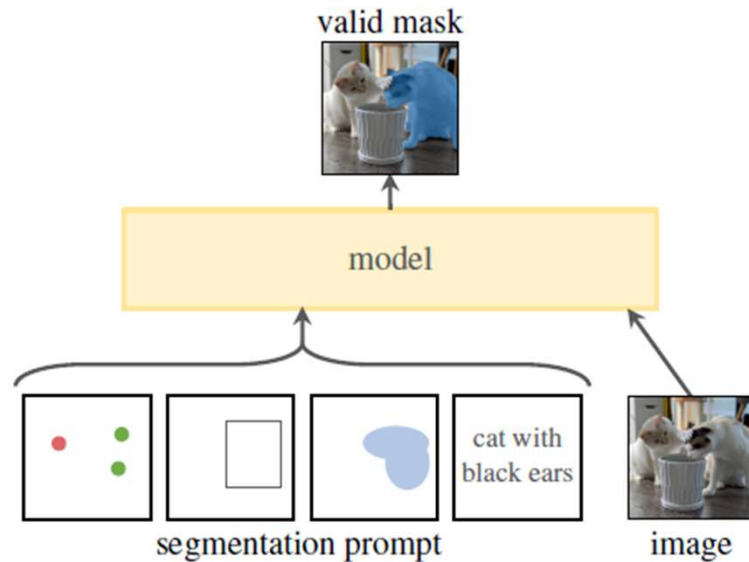 valid mask
model
cat with
black ears
segmentation prompt
image